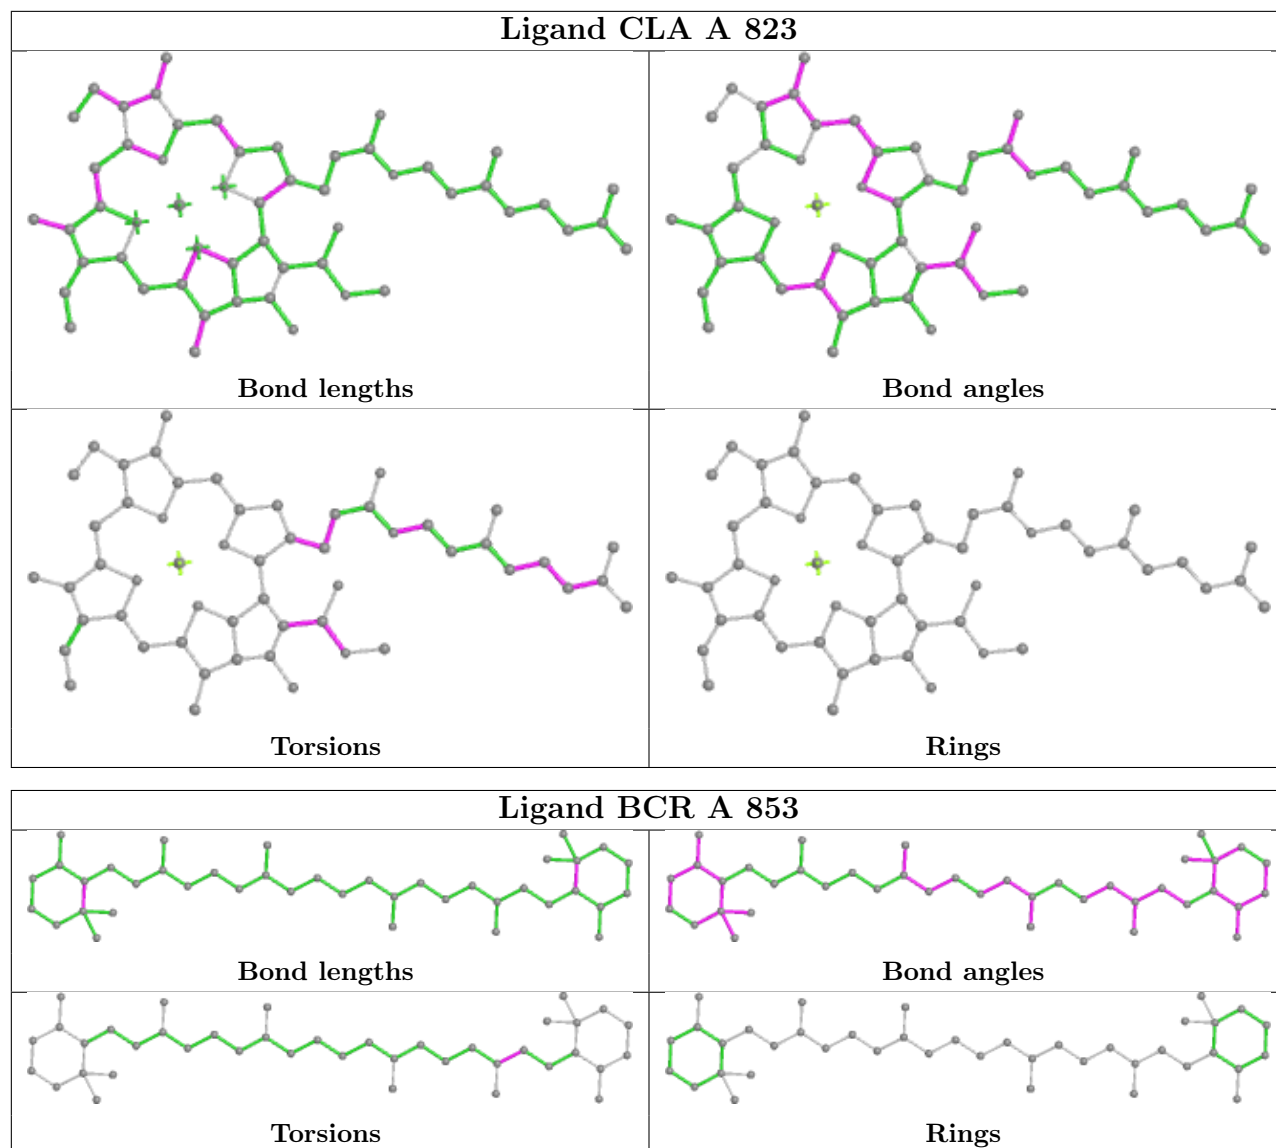 Ligand CLA A 823
Bond lengths
Bond angles
Torsions
Rings
Ligand BCR A 853
Bond lengths
Bond angles
Torsions
Rings